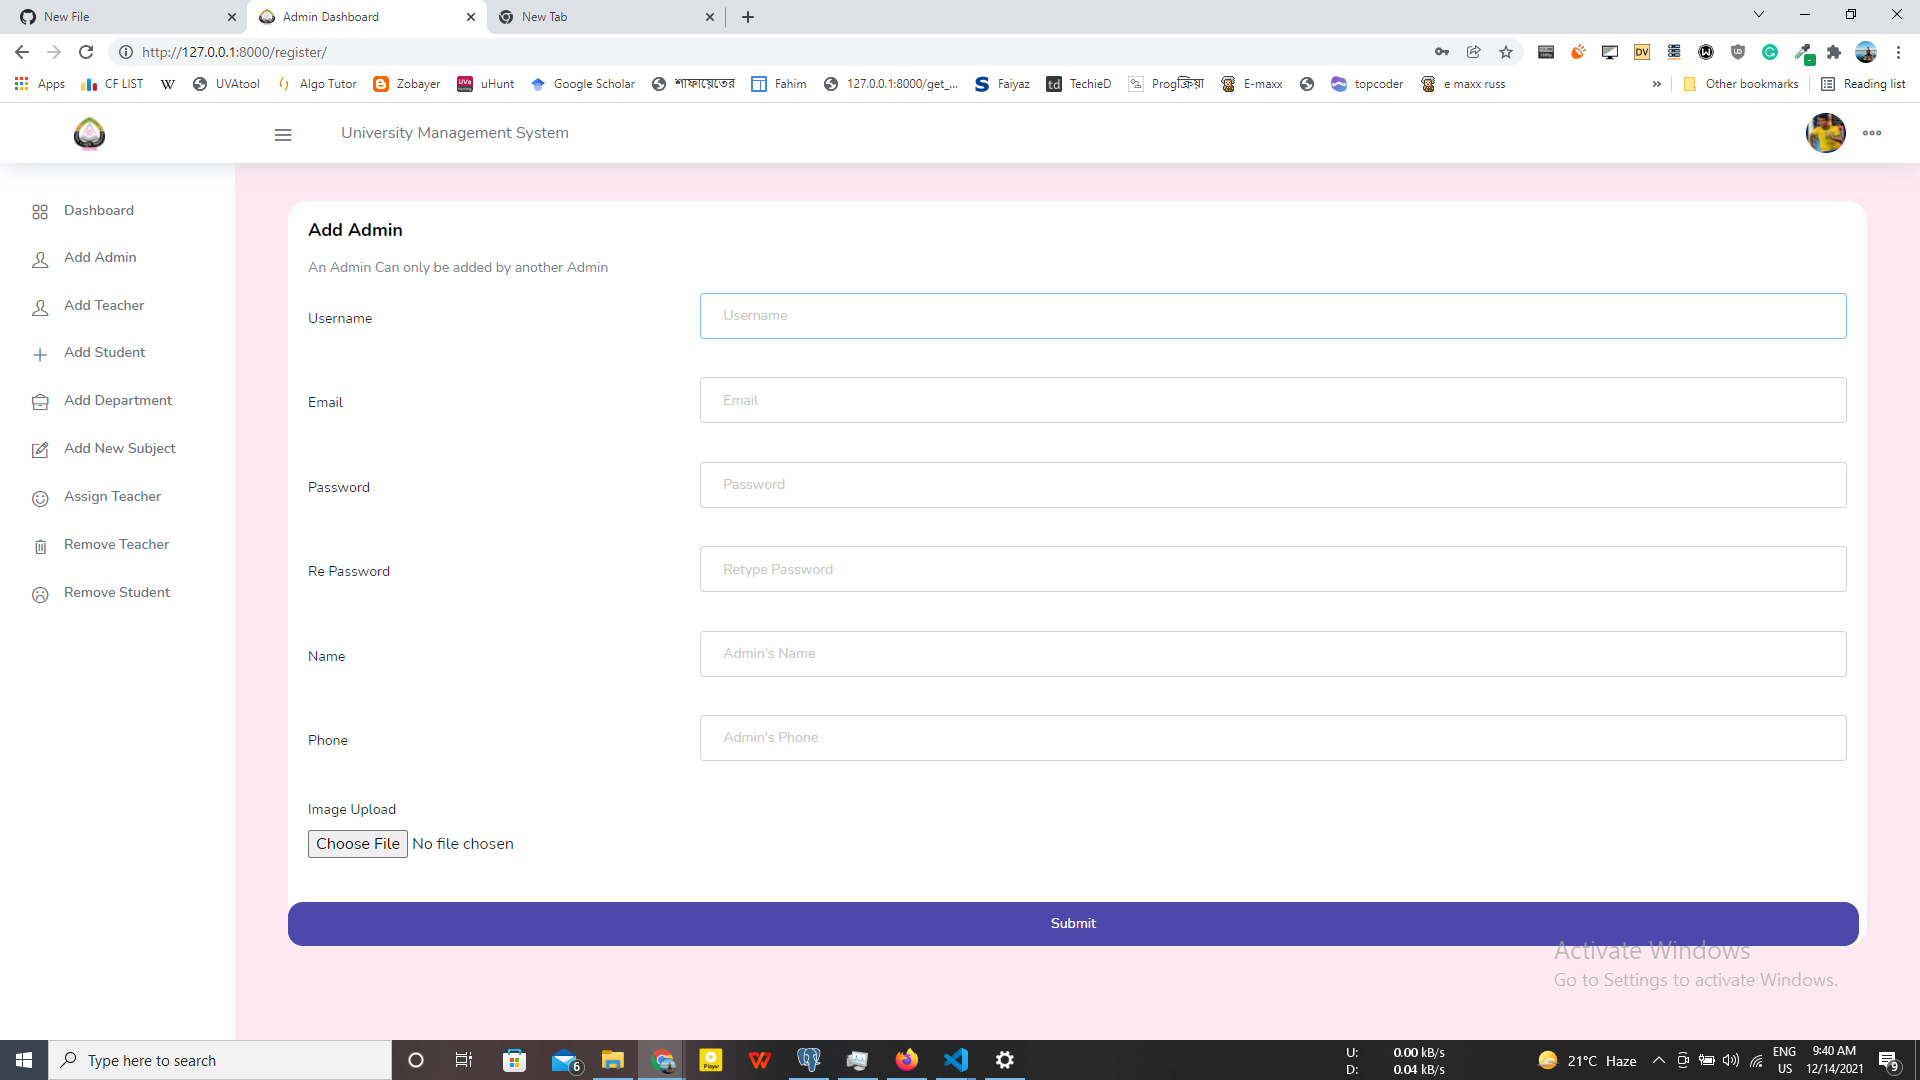 New File
Admin Dashboard
New Tab
http://127.0.0.1:8000/register/
Apps
CF LIST
W
UVAtool
Algo Tutor
Zobayer
uHunt
Google Scholar
শাফায়েতের
Fahim
127.0.0.1:8000/get_...
Faiyaz
td TechieD
Progক্রিয়া
E-maxx
topcoder
e maxx russ
»
Other bookmarks
Reading list
University Management System
Dashboard
Add Admin
Add Teacher
Add Student
Add Department
Add New Subject
Assign Teacher
Remove Teacher
Remove Student
Add Admin
An Admin Can only be added by another Admin
Username
Username
Email
Email
Password
Password
Re Password
Retype Password
Name
Admin's Name
Phone
Admin's Phone
Image Upload
Choose File No file chosen
Submit
Activate Windows
Go to Settings to activate Windows.
Type here to search
6
Player
U: 0.00 kB/s
D: 0.04 kB/s
21°C Haze
ENG
US
9:40 AM
12/14/2021
9